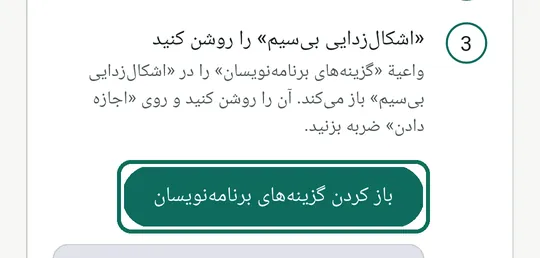 3
«اشکال‌زدایی بی‌سیم» را روشن کنید
واعیة «گزینه‌های برنامه‌نویسان» را در «اشکال‌زدایی
بی‌سیم» باز می‌کند. آن را روشن کنید و روی «اجازه
دادن» ضربه بزنید.
باز کردن گزینه‌های برنامه‌نویسان